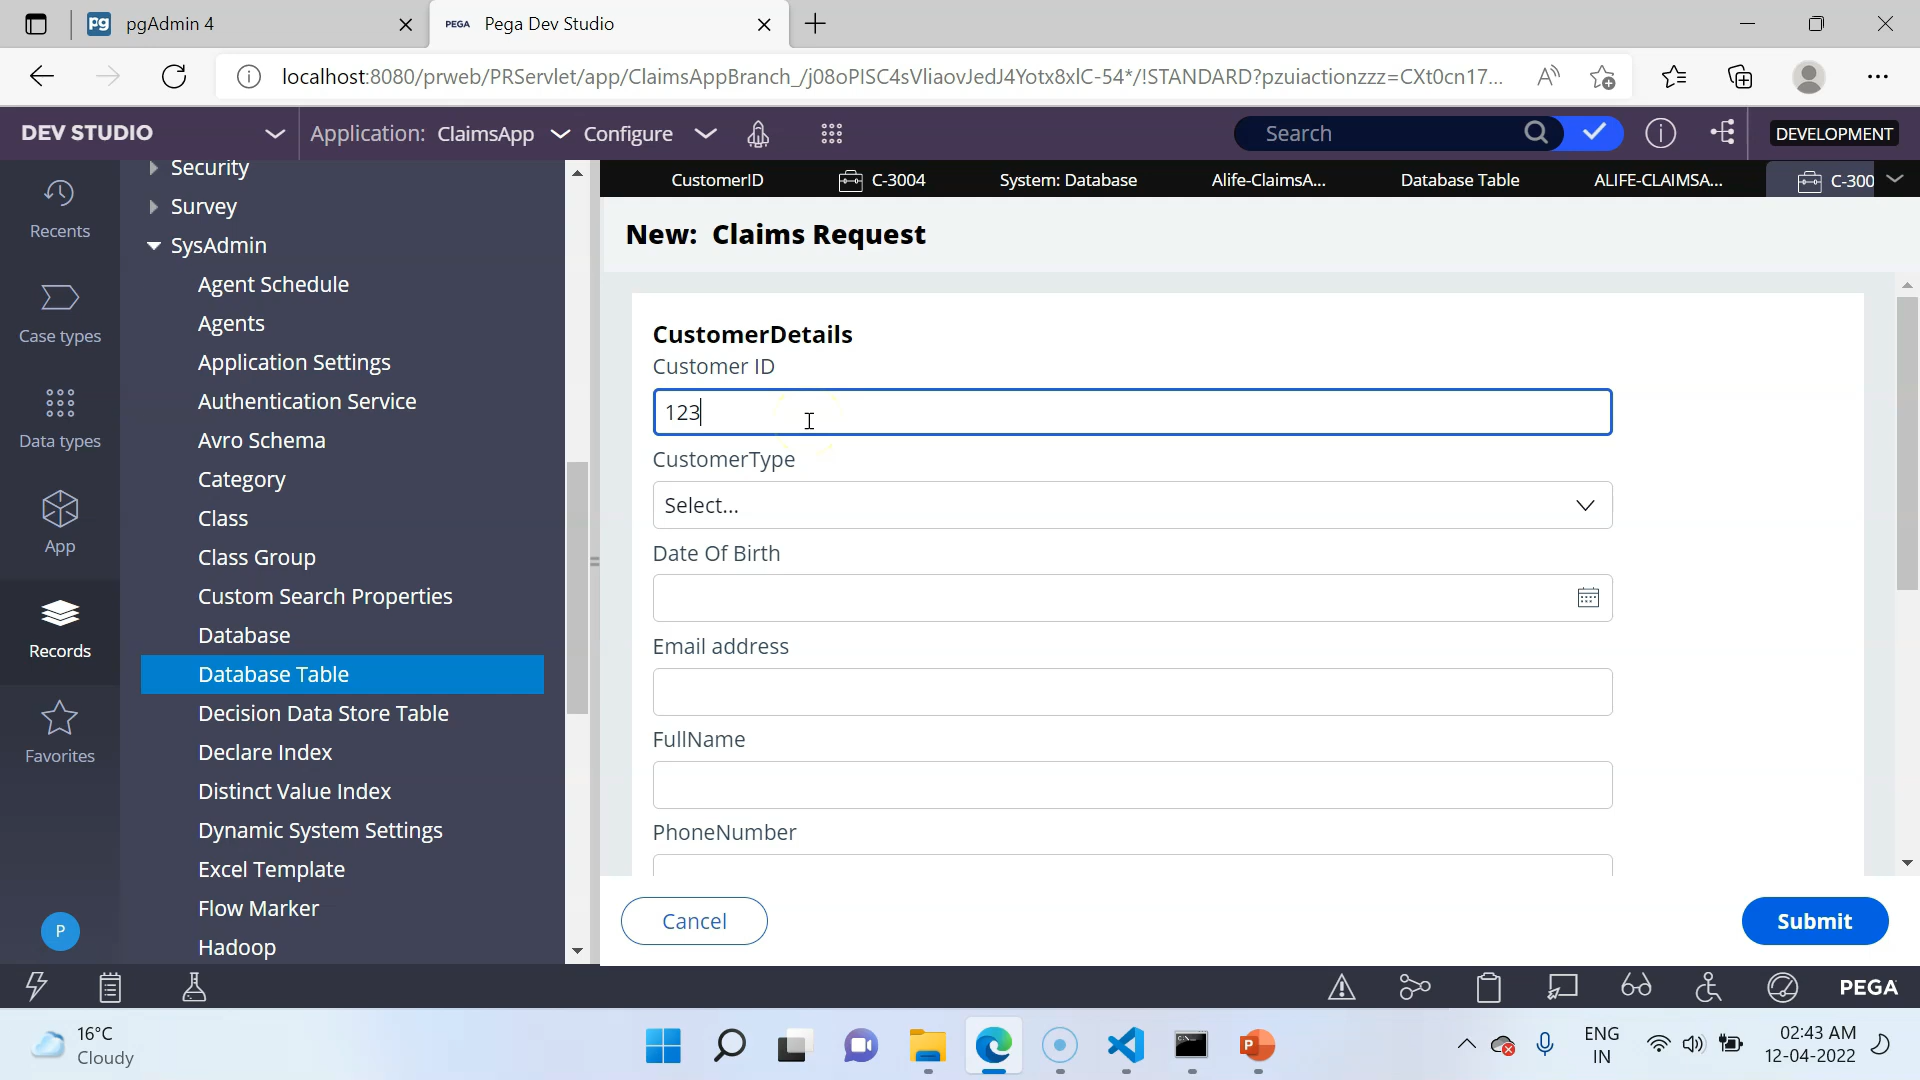 pgAdmin 4
PEGA Pega Dev Studio
localhost:8080/prweb/PRServlet/app/ClaimsAppBranch_/j08oPISC4sVliaovJedJ4Yotx8xlC-54*/!STANDARD?pzuiactionzzz=CXt0cn17...
DEV STUDIO
Application: ClaimsApp
Configure
Search
DEVELOPMENT
Recents
Case types
Data types
App
Records
Favorites
P
Security
Survey
SysAdmin
Agent Schedule
Agents
Application Settings
Authentication Service
Avro Schema
Category
Class
Class Group
Custom Search Properties
Database
Database Table
Decision Data Store Table
Declare Index
Distinct Value Index
Dynamic System Settings
Excel Template
Flow Marker
Hadoop
CustomerID
C-3004
System: Database
Alife-ClaimsA...
Database Table
ALIFE-CLAIMSA...
C-300
New: Claims Request
CustomerDetails
Customer ID
123
CustomerType
Select...
Date Of Birth
Email address
FullName
PhoneNumber
Cancel
Submit
PEGA
16°C
Cloudy
ENG
IN
02:43 AM
12-04-2022